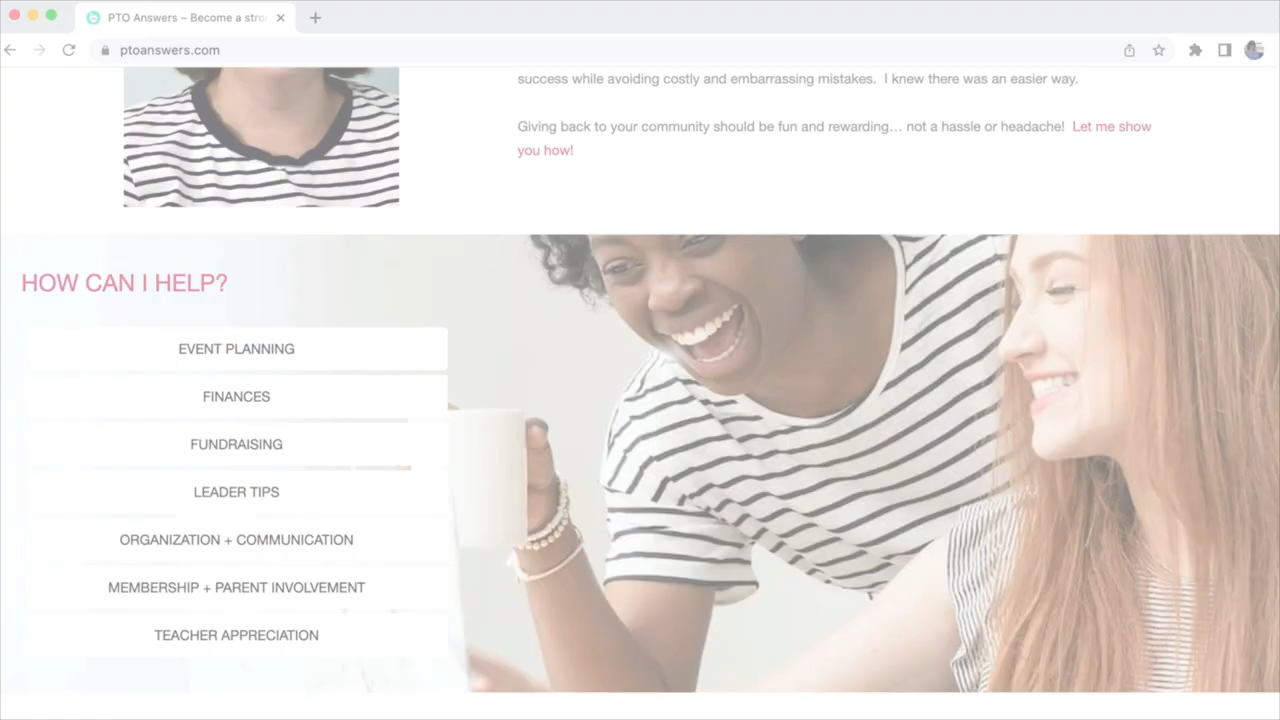 PTO Answers – Become a stro
ptoanswers.com
success while avoiding costly and embarrassing mistakes.  I knew there was an easier way.
Giving back to your community should be fun and rewarding… not a hassle or headache!  Let me show
you how!
HOW CAN I HELP?
EVENT PLANNING
FINANCES
FUNDRAISING
LEADER TIPS
ORGANIZATION + COMMUNICATION
MEMBERSHIP + PARENT INVOLVEMENT
TEACHER APPRECIATION